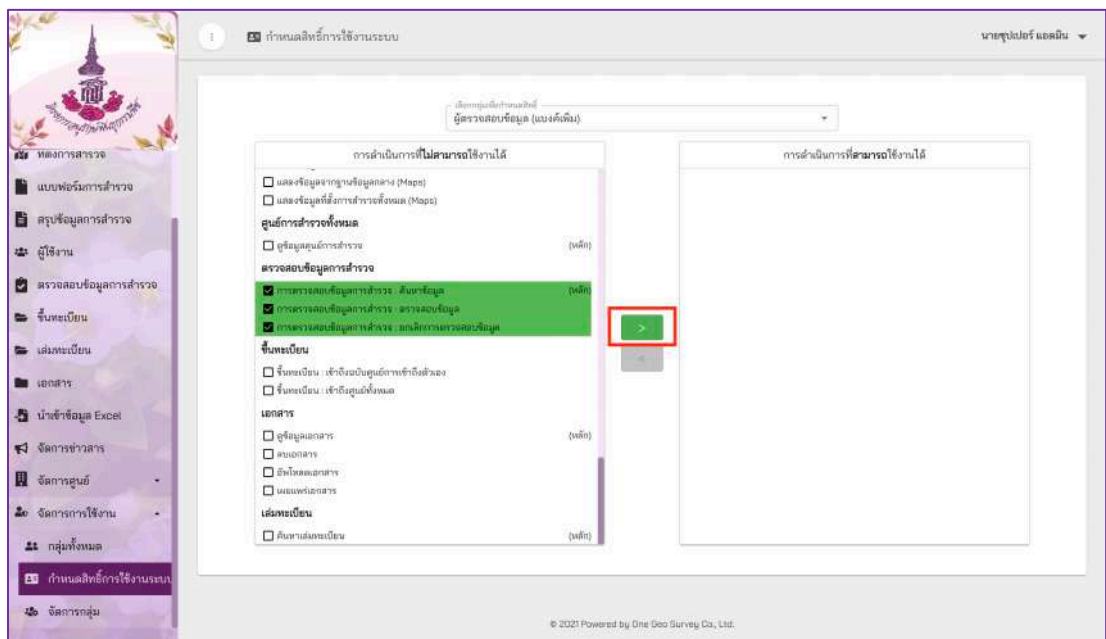 กำหนดสิทธิ์การใช้งานระบบ
นายซุปเปอร์ แอดมิน
เลือกกลุ่มเพื่อกำหนดสิทธิ์
ผู้ตรวจสอบข้อมูล (แบงค์เพิ่ม)
การดำเนินการที่ไม่สามารถใช้งานได้
การดำเนินการที่สามารถใช้งานได้
แสดงข้อมูลจากฐานข้อมูลกลาง (Maps)
แสดงข้อมูลที่ตั้งการสำรวจทั้งหมด (Maps)
ศูนย์การสำรวจทั้งหมด
ดูข้อมูลศูนย์การสำรวจ (หลัก)
ตรวจสอบข้อมูลการสำรวจ
การตรวจสอบข้อมูลการสำรวจ : ค้นหาข้อมูล (หลัก)
การตรวจสอบข้อมูลการสำรวจ : ตรวจสอบข้อมูล
การตรวจสอบข้อมูลการสำรวจ : ยกเลิกการตรวจสอบข้อมูล
>
<
ขึ้นทะเบียน
ขึ้นทะเบียน : เข้าถึงฉบับศูนย์การเข้าถึงตัวเอง
ขึ้นทะเบียน : เข้าถึงศูนย์ทั้งหมด
เอกสาร
ดูข้อมูลเอกสาร (หลัก)
ลบเอกสาร
อัพโหลดเอกสาร
เผยแพร่เอกสาร
เล่มทะเบียน
ค้นหาเล่มทะเบียน (หลัก)
แบบฟอร์มการสำรวจ
สรุปข้อมูลการสำรวจ
ผู้ใช้งาน
ตรวจสอบข้อมูลการสำรวจ
ขึ้นทะเบียน
เล่มทะเบียน
เอกสาร
นำเข้าข้อมูล Excel
จัดการข่าวสาร
จัดการศูนย์
จัดการการใช้งาน
กลุ่มทั้งหมด
กำหนดสิทธิ์การใช้งานระบบ
จัดการกลุ่ม
© 2021 Powered by One Geo Survey Co., Ltd.